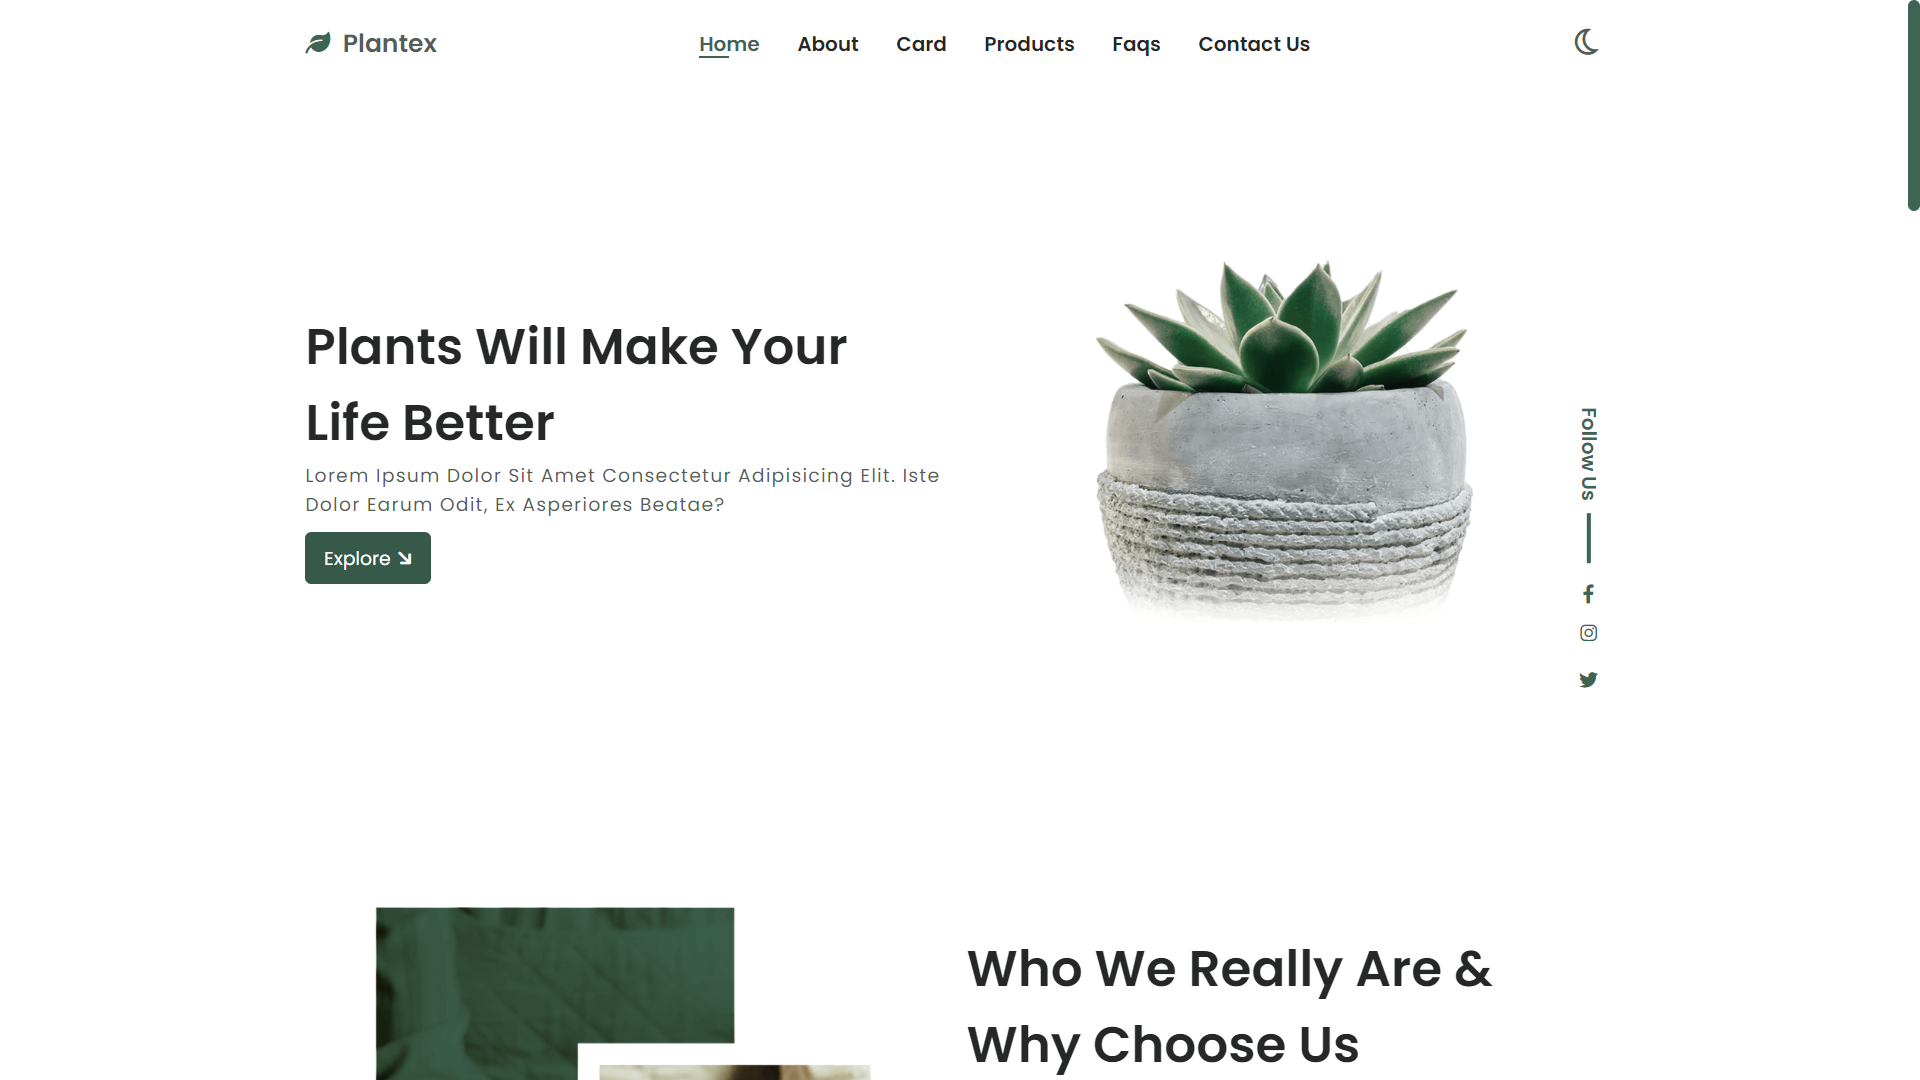 Plantex
Home About Card Products Faqs Contact Us
Plants Will Make Your
Life Better
Lorem Ipsum Dolor Sit Amet Consectetur Adipisicing Elit. Iste
Dolor Earum Odit, Ex Asperiores Beatae?
Explore
Follow Us
Who We Really Are &
Why Choose Us